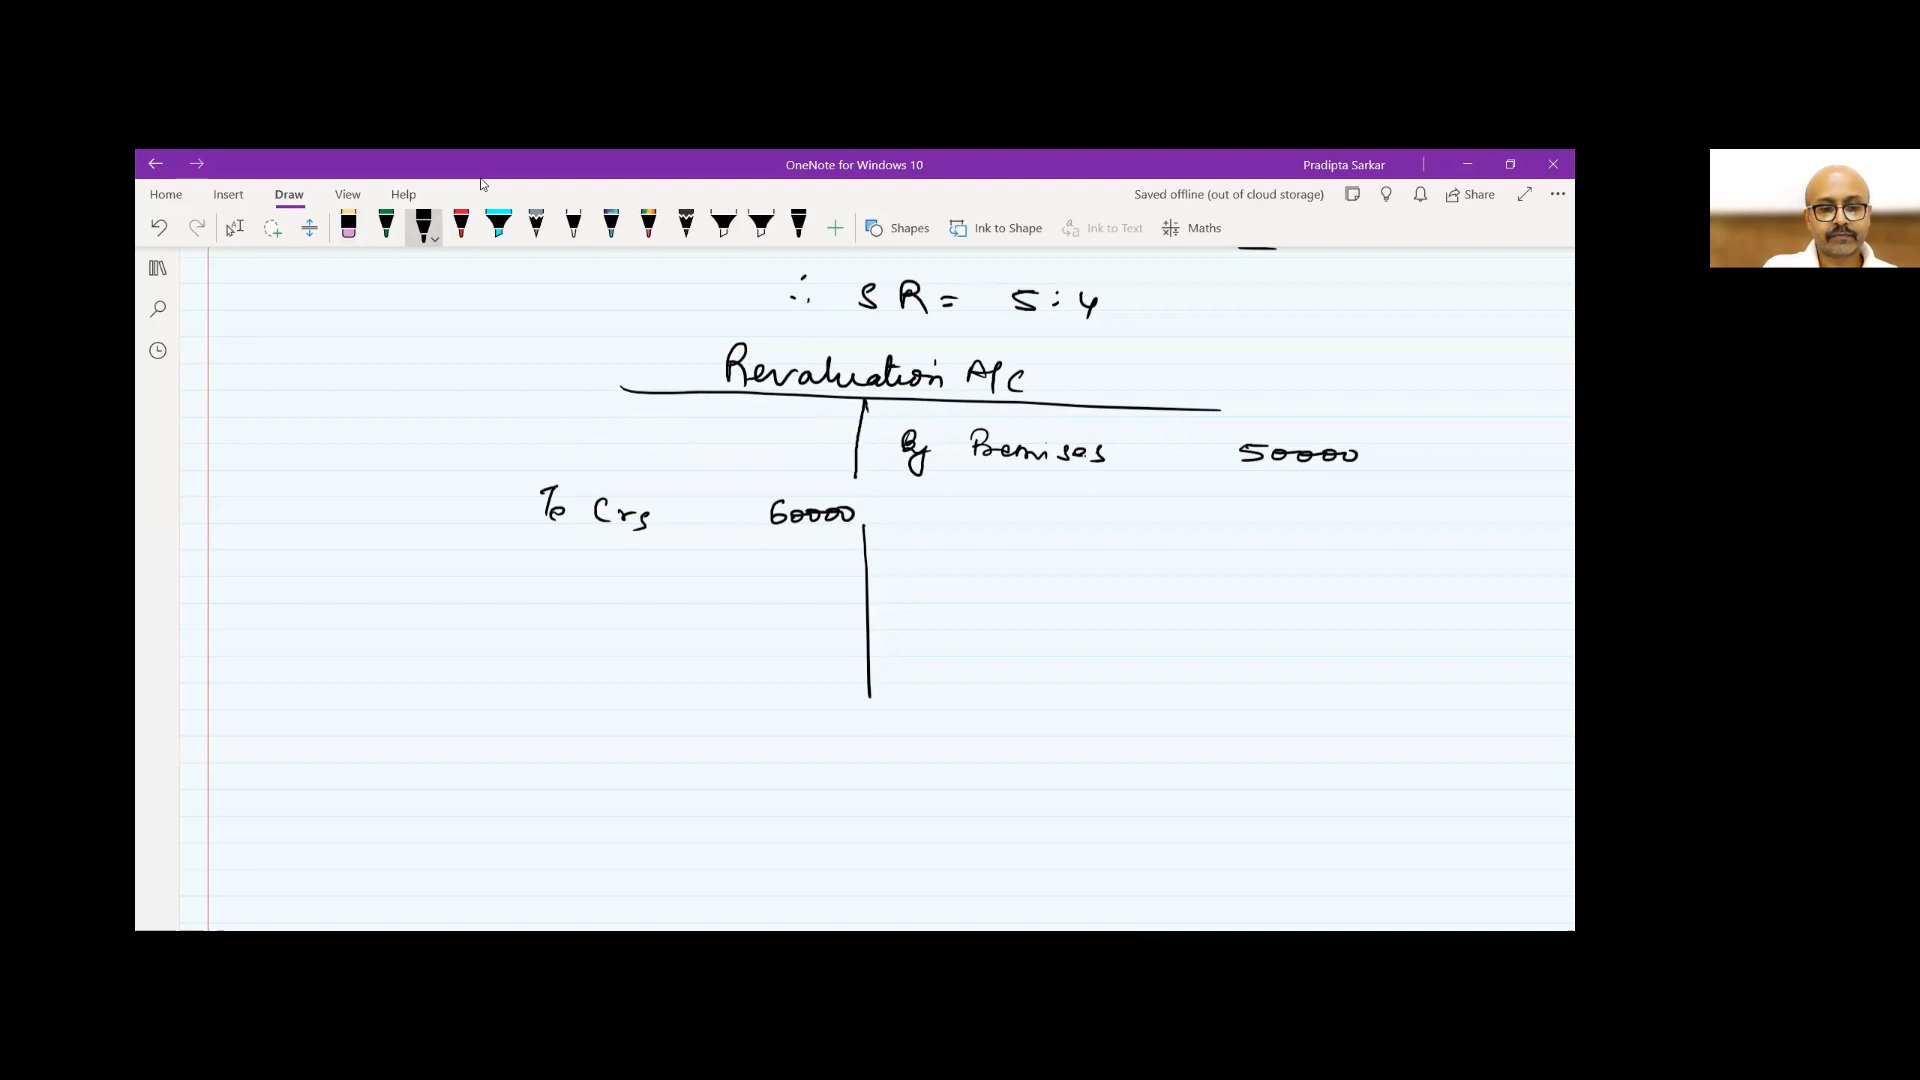 OneNote for Windows 10
Pradipta Sarkar
Home Insert Draw View Help
Saved offline (out of cloud storage)
Share
Shapes
Ink to Shape
Ink to Text
Maths
∴ SR = 5:4
Revaluation A/C
By Premises 50000
To Crs 60000